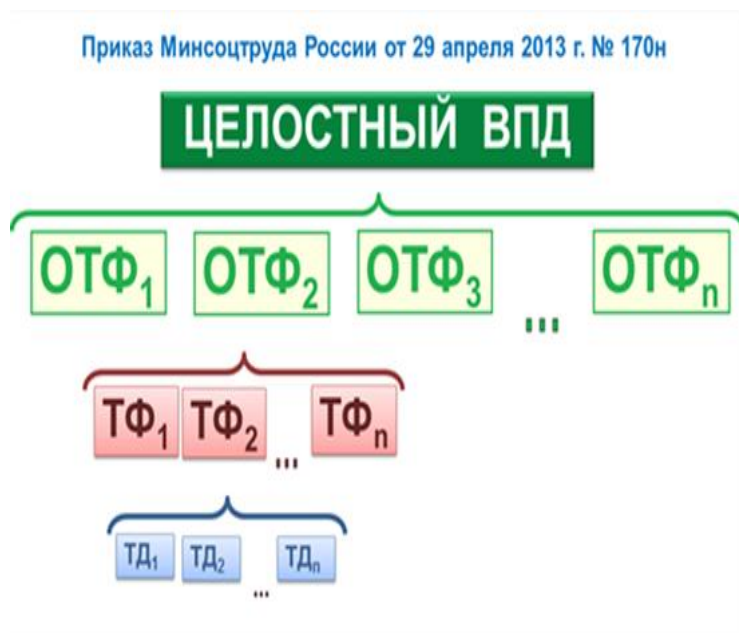 Приказ Минсоцтруда России от 29 апреля 2013 г. № 170н
ЦЕЛОСТНЫЙ ВПД
ОТФ1 ОТФ2 ОТФ3 ... ОТФn
ТФ1 ТФ2 ... ТФn
ТД1 ТД2 ... ТДn